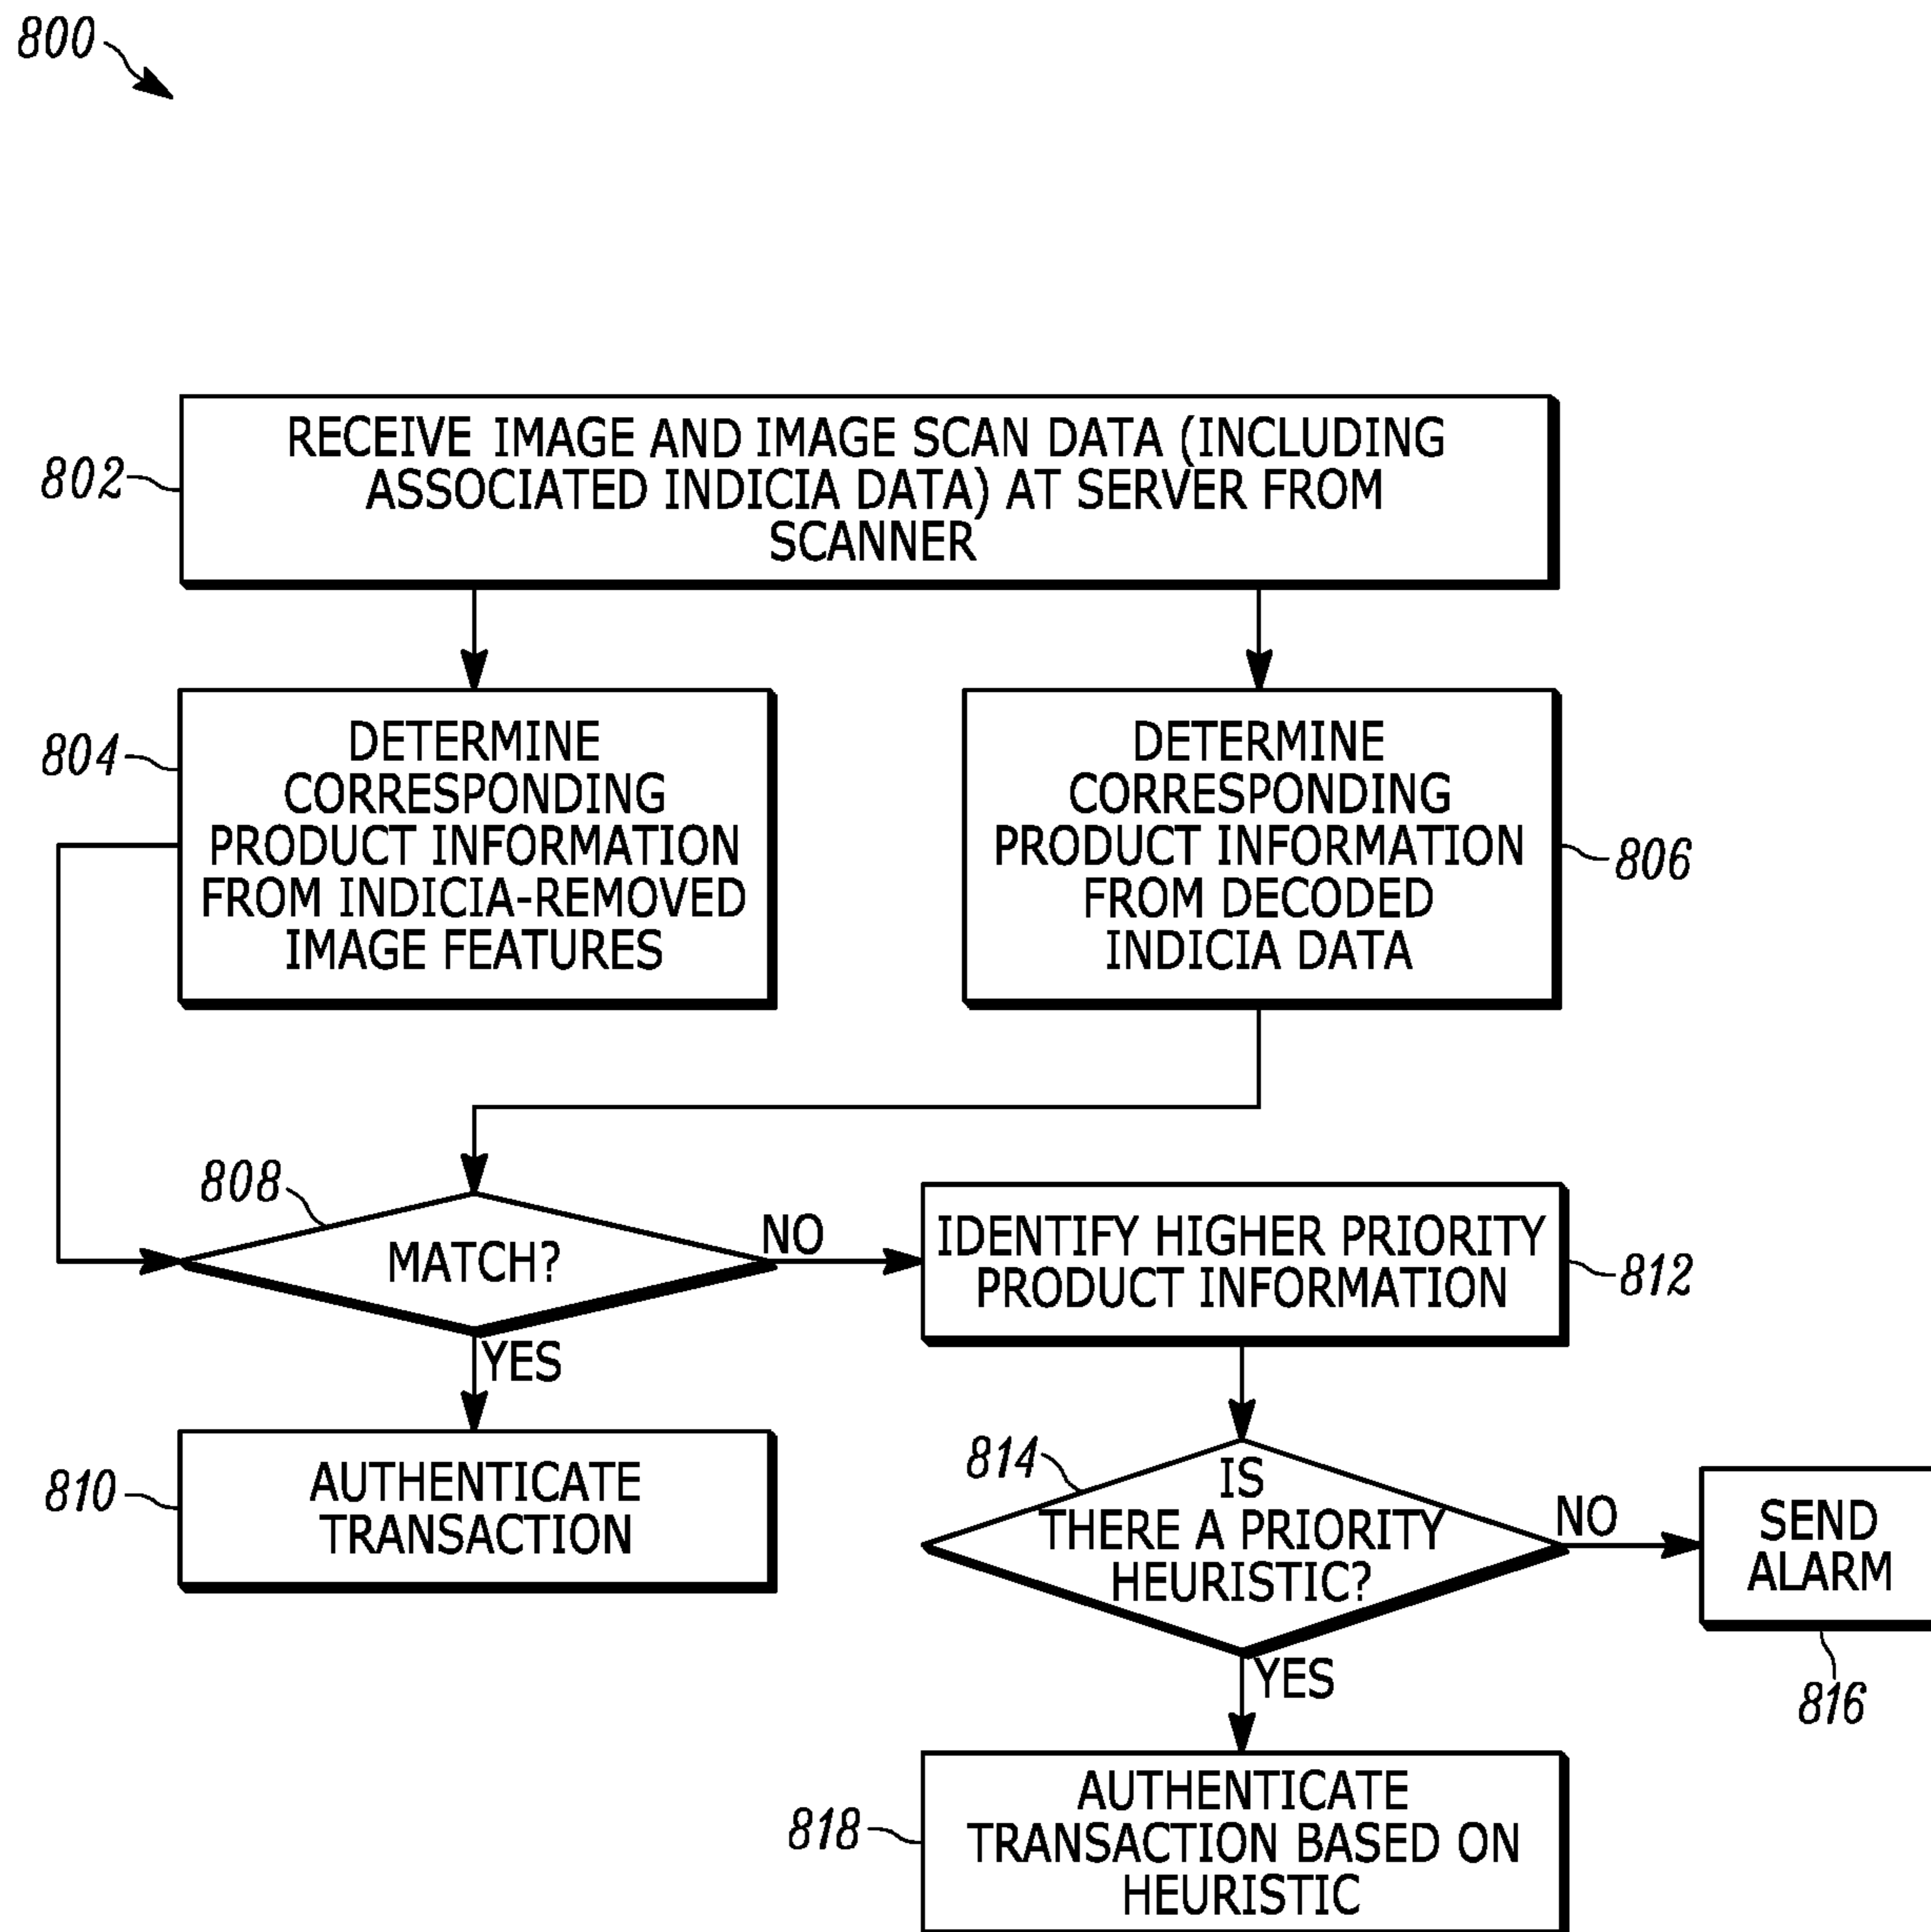 800
802
RECEIVE IMAGE AND IMAGE SCAN DATA (INCLUDING
ASSOCIATED INDICIA DATA) AT SERVER FROM
SCANNER
804
DETERMINE
CORRESPONDING
PRODUCT INFORMATION
FROM INDICIA-REMOVED
IMAGE FEATURES
DETERMINE
CORRESPONDING
PRODUCT INFORMATION
FROM DECODED
INDICIA DATA
806
808
MATCH?
NO
YES
IDENTIFY HIGHER PRIORITY
PRODUCT INFORMATION
812
810
AUTHENTICATE
TRANSACTION
814
IS
THERE A PRIORITY
HEURISTIC?
NO
YES
SEND
ALARM
816
818
AUTHENTICATE
TRANSACTION BASED ON
HEURISTIC